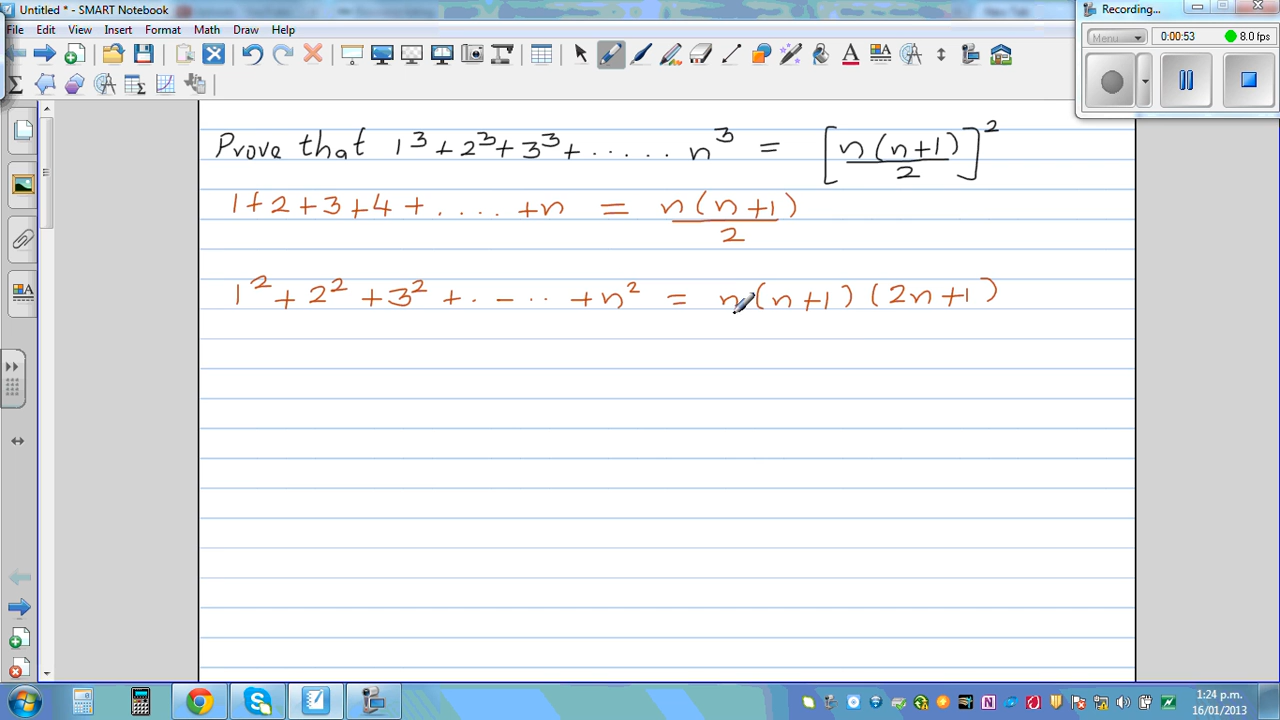 Untitled * - SMART Notebook
Recording...
File Edit View Insert Format Math Draw Help
Menu
0:00:53
8.0 fps
Prove that 1³ + 2³ + 3³ + ...... n³ = [n(n+1)/2]²
1 + 2 + 3 + 4 + ..... + n = n(n+1)/2
1² + 2² + 3² + . - .. + n² = n(n+1)(2n+1)
1:24 p.m.
16/01/2013